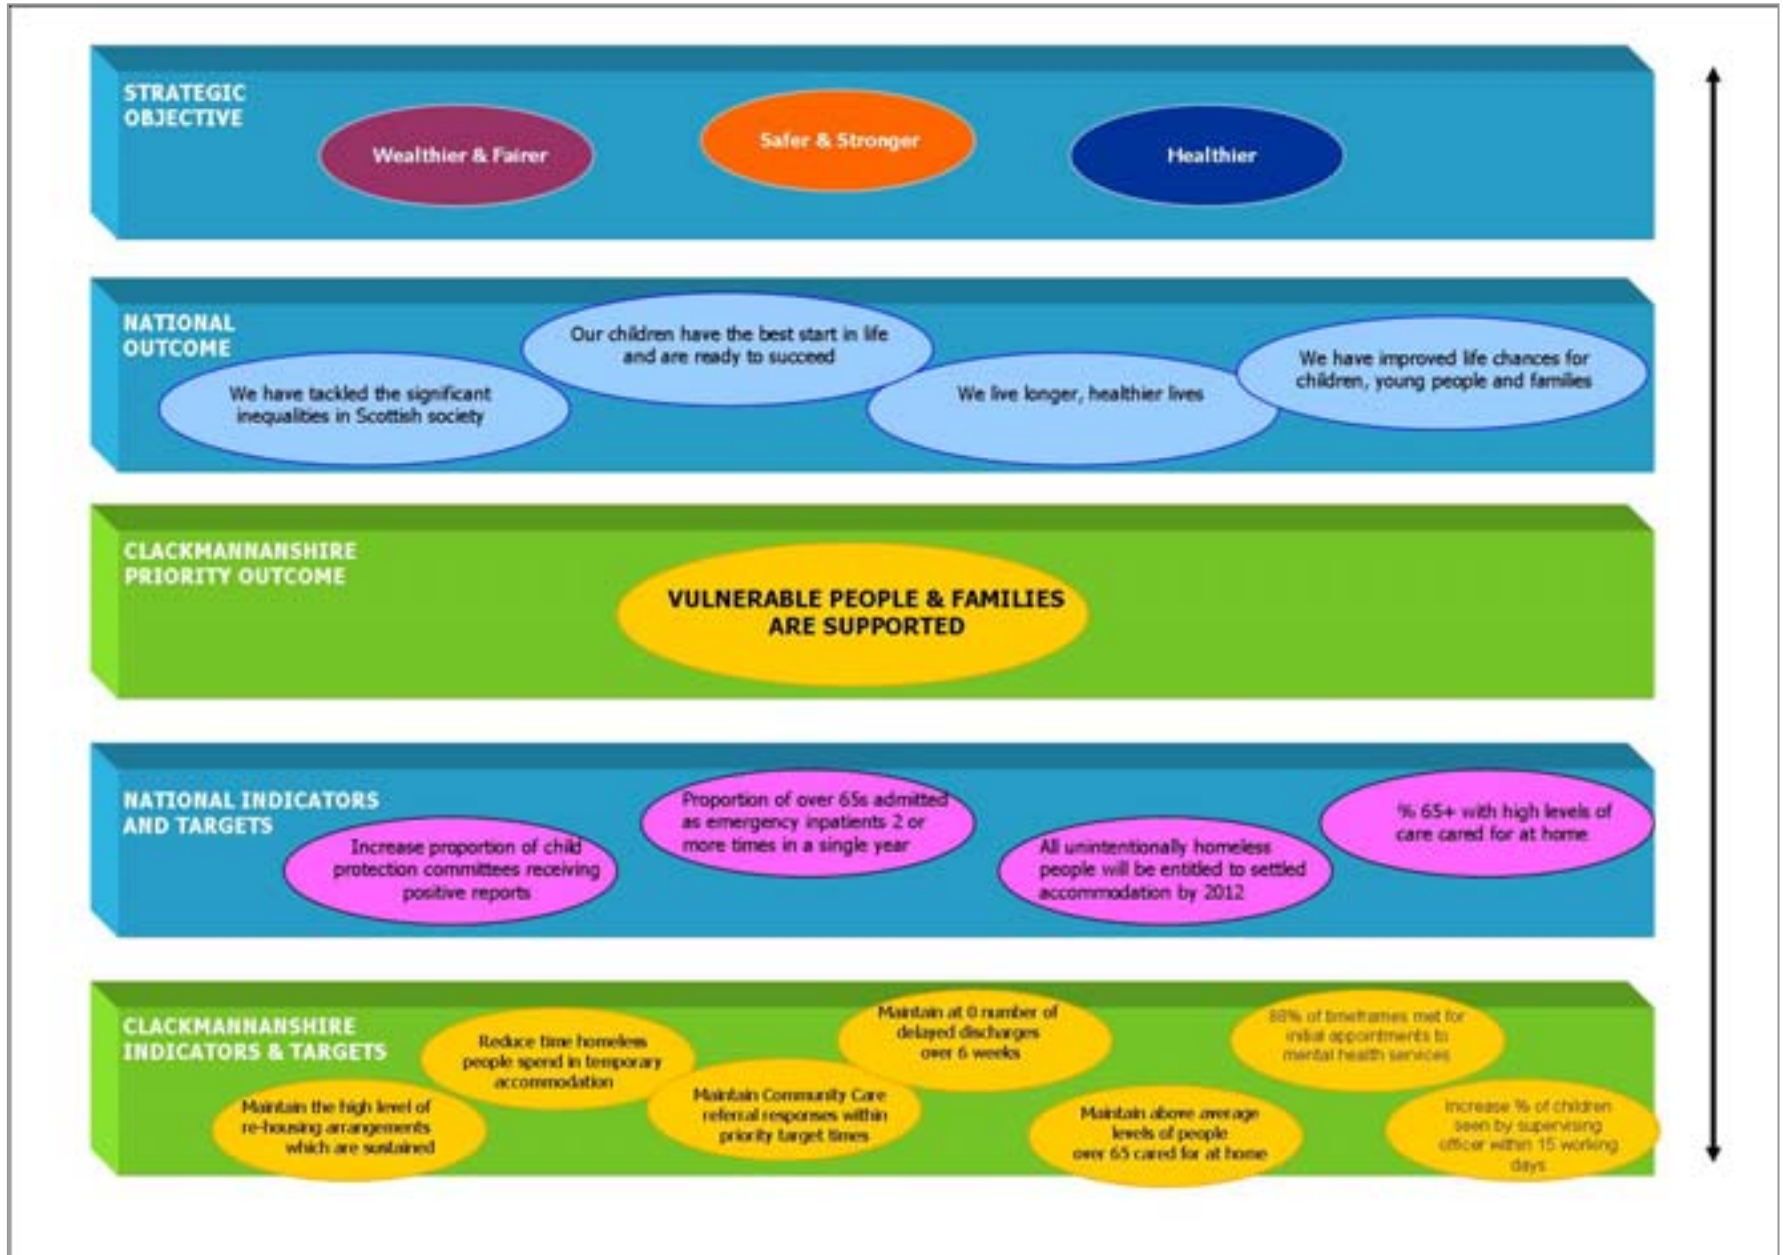 STRATEGIC
OBJECTIVE
Wealthier & Fairer
Safer & Stronger
Healthier
NATIONAL
OUTCOME
We have tackled the significant
inequalities in Scottish society
Our children have the best start in life
and are ready to succeed
We live longer, healthier lives
We have improved life chances for
children, young people and families
CLACKMANNANSHIRE
PRIORITY OUTCOME
VULNERABLE PEOPLE & FAMILIES
ARE SUPPORTED
NATIONAL INDICATORS
AND TARGETS
Increase proportion of child
protection committees receiving
positive reports
Proportion of over 65s admitted
as emergency inpatients 2 or
more times in a single year
All unintentionally homeless
people will be entitled to settled
accommodation by 2012
% 65+ with high levels of
care cared for at home
CLACKMANNANSHIRE
INDICATORS & TARGETS
Maintain the high level of
re-housing arrangements
which are sustained
Reduce time homeless
people spend in temporary
accommodation
Maintain Community Care
referral responses within
priority target times
Maintain at 0 number of
delayed discharges
over 6 weeks
Maintain above average
levels of people
over 65 cared for at home
88% of timeframes met for
initial appointments to
mental health services
Increase % of children
seen by supervising
officer within 15 working
days